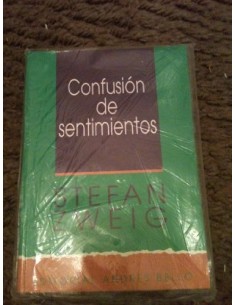 Confusión
de
sentimientos
STEFAN
ZWEIG